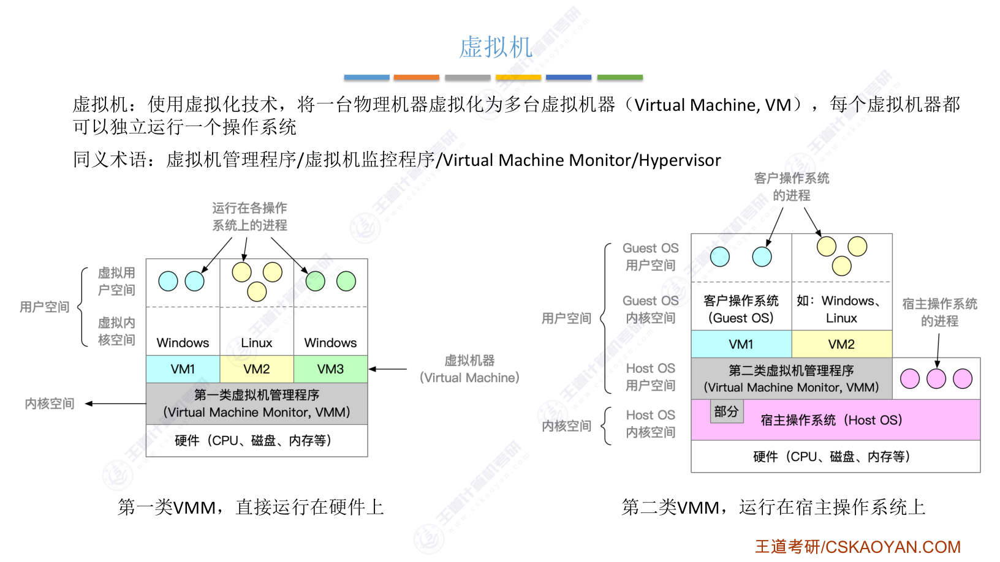 虚拟机
虚拟机：使用虚拟化技术，将一台物理机器虚拟化为多台虚拟机器（Virtual Machine, VM），每个虚拟机器都
可以独立运行一个操作系统
同义术语：虚拟机管理程序/虚拟机监控程序/Virtual Machine Monitor/Hypervisor
运行在各操作
系统上的进程
用户空间
虚拟用
户空间
虚拟内
核空间
Windows
Linux
Windows
VM1
VM2
VM3
虚拟机器
（Virtual Machine）
内核空间
第一类虚拟机管理程序
（Virtual Machine Monitor, VMM）
硬件（CPU、磁盘、内存等）
第一类VMM，直接运行在硬件上
客户操作系统
的进程
用户空间
Guest OS
用户空间
Guest OS
内核空间
客户操作系统
（Guest OS）
如：Windows、
Linux
宿主操作系统
的进程
VM1
VM2
Host OS
用户空间
第二类虚拟机管理程序
（Virtual Machine Monitor, VMM）
内核空间
Host OS
内核空间
部分
宿主操作系统（Host OS）
硬件（CPU、磁盘、内存等）
第二类VMM，运行在宿主操作系统上
王道考研/CSKAOYAN.COM
王道计算机考研
www.cskaoyan.com